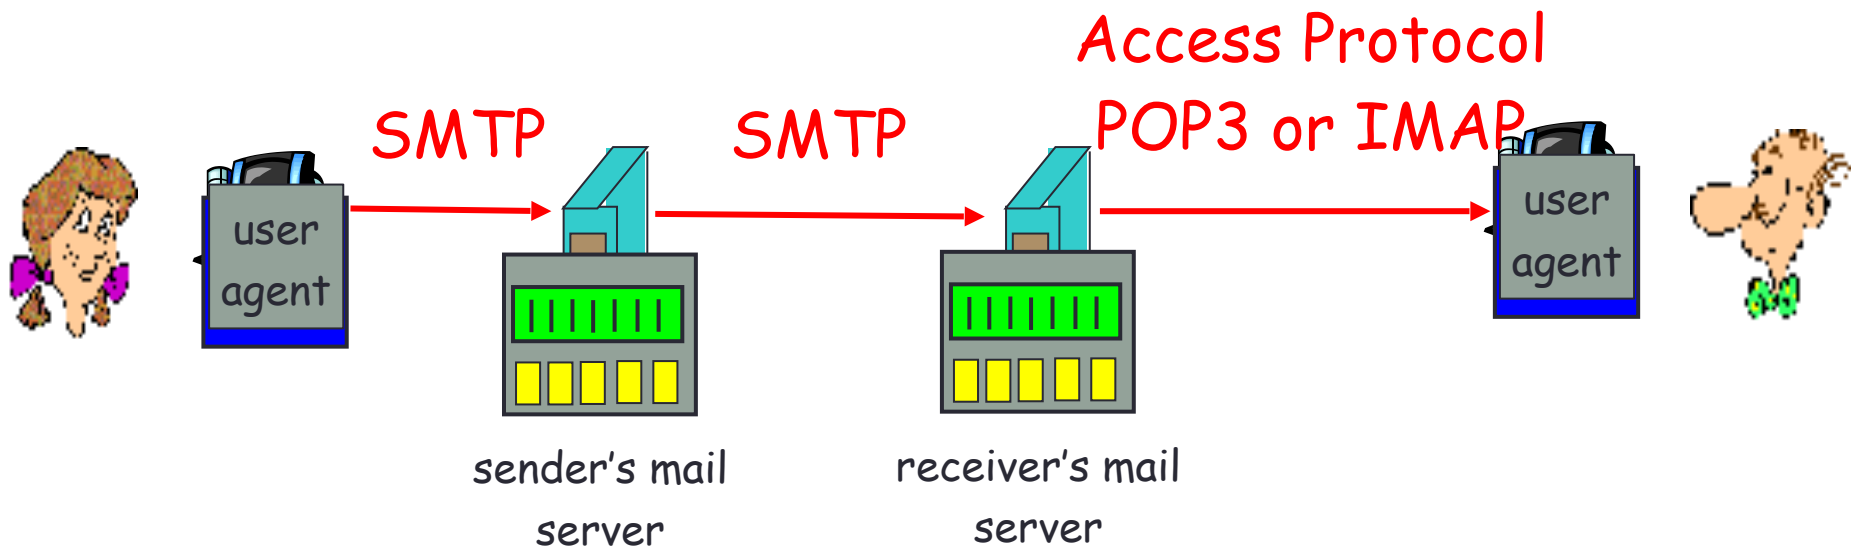 Access Protocol
SMTP
SMTP
POP3 or IMAP
user
agent
user
agent
sender's mail
server
receiver's mail
server